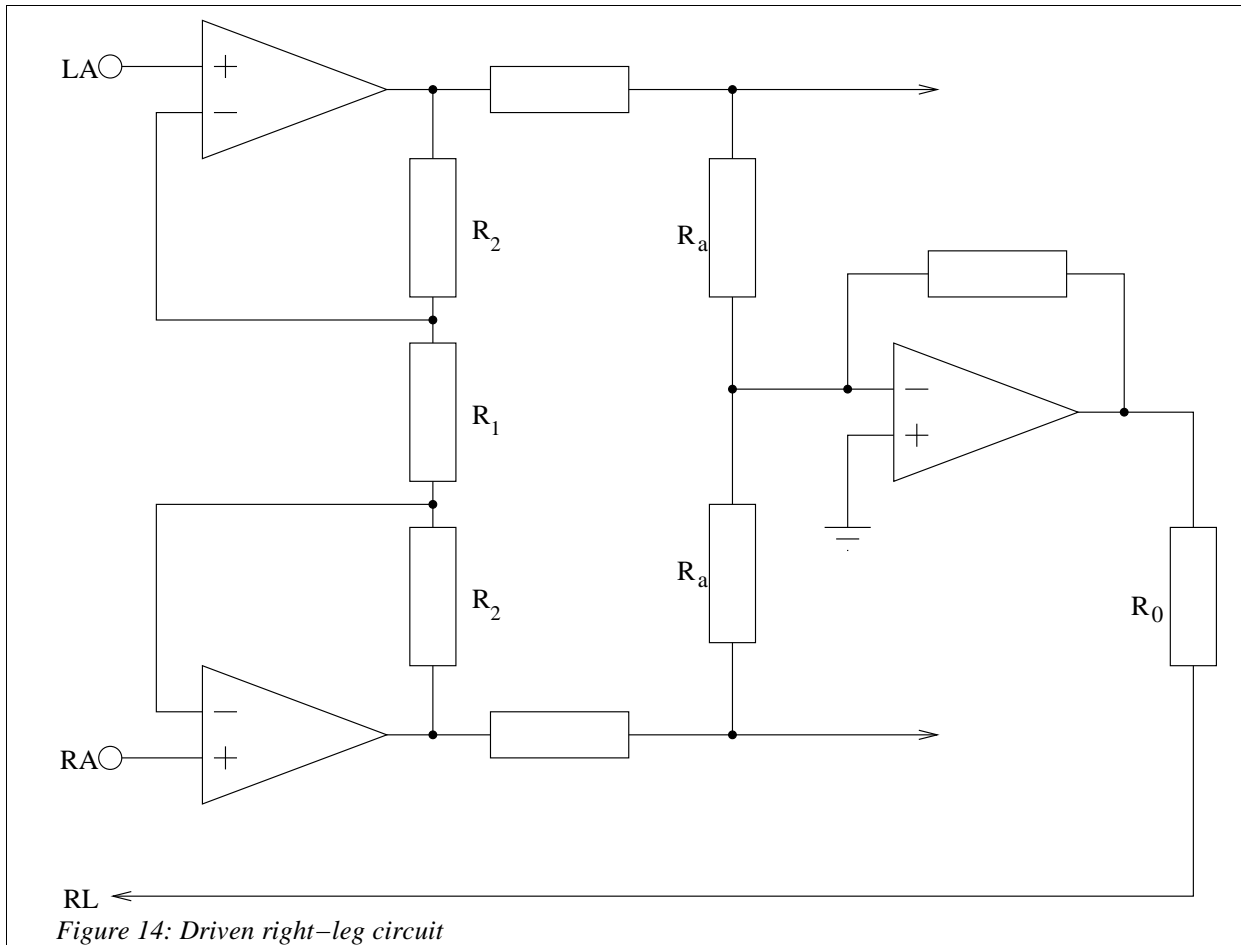 LA
+
−
R2
Ra
R1
−
+
Ra
R2
R0
−
+
RA
RL
Figure 14: Driven right−leg circuit